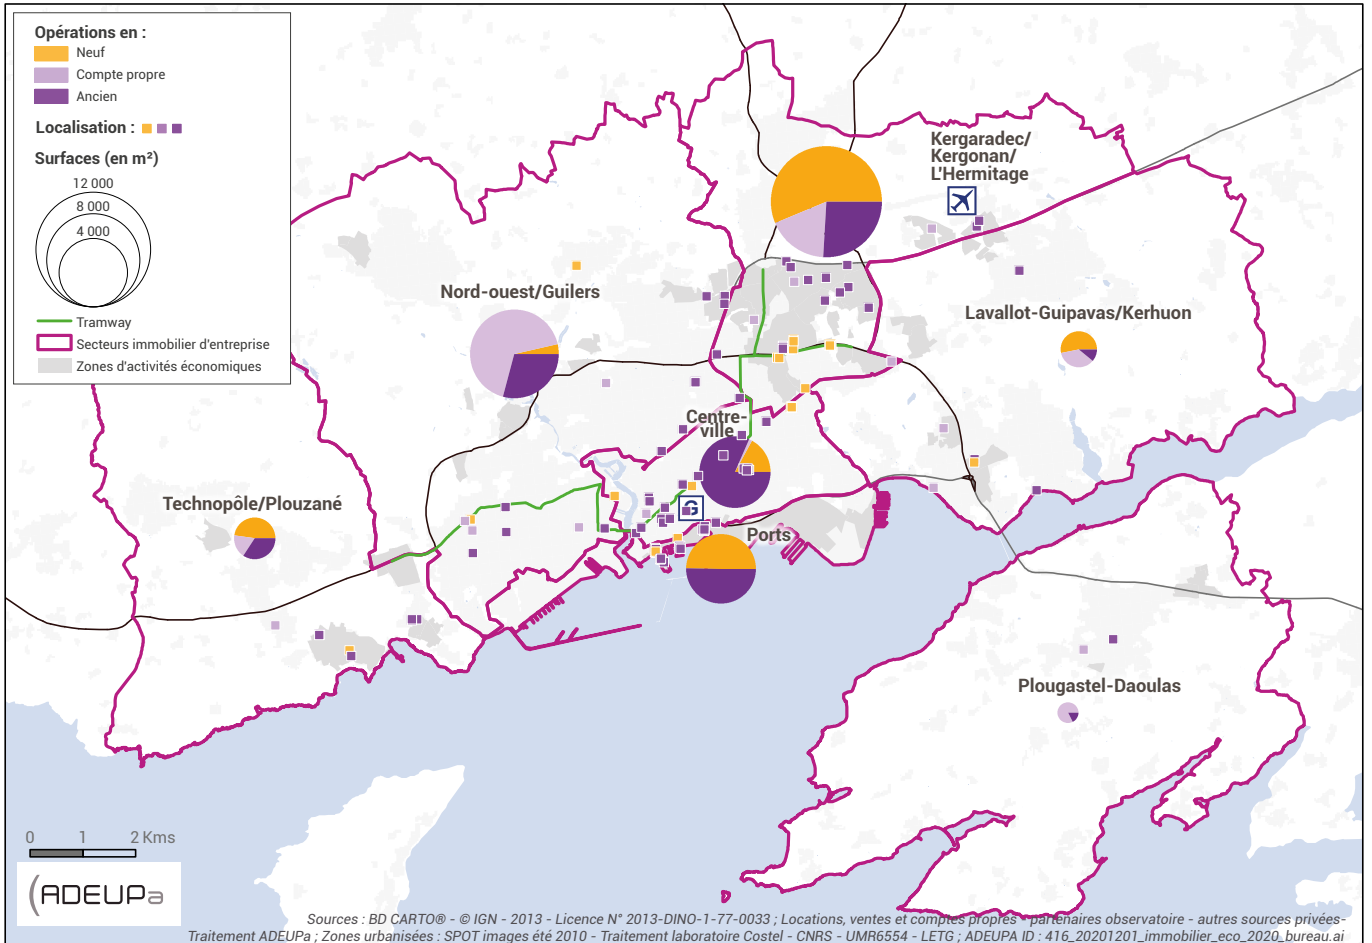 Opérations en :
Neuf
Compte propre
Ancien
Localisation :
Surfaces (en m²)
12 000
8 000
4 000
Tramway
Secteurs immobilier d'entreprise
Zones d'activités économiques
Kergaradec/
Kergonan/
L'Hermitage
Nord-ouest/Guilers
Lavallot-Guipavas/Kerhuon
Centre-
ville
Technopôle/Plouzané
G
Ports
Plougastel-Daoulas
0 1 2 Kms
ADEUPa
Sources : BD CARTO® - © IGN - 2013 - Licence N° 2013-DINO-1-77-0033 ; Locations, ventes et comptes propres - partenaires observatoire - autres sources privées-
Traitement ADEUPa ; Zones urbanisées : SPOT images été 2010 - Traitement laboratoire Costel - CNRS - UMR6554 - LETG ; ADEUPA ID : 416_20201201_immobilier_eco_2020_bureau.ai